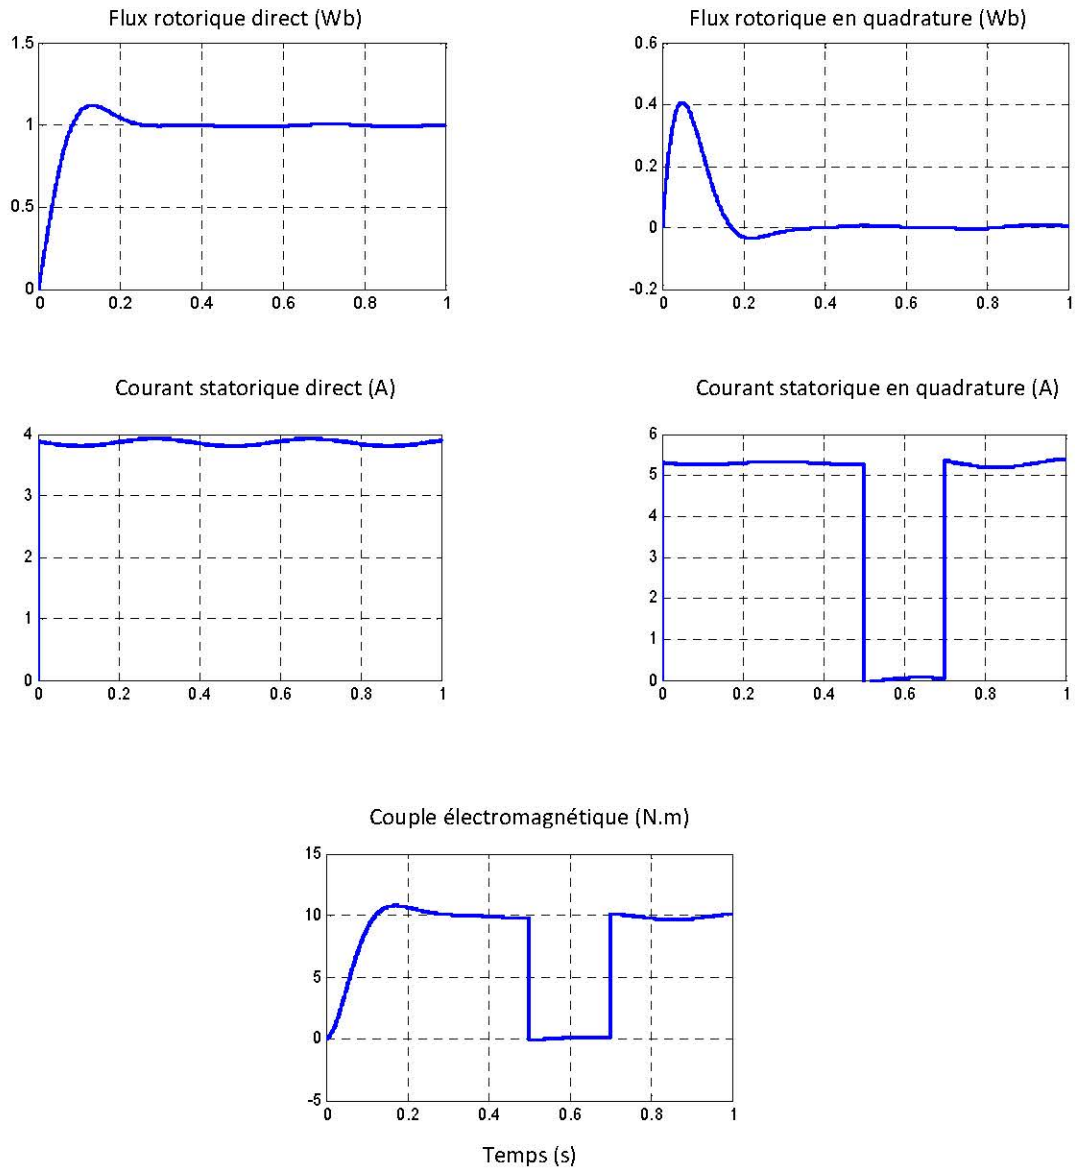 Flux rotorique direct (Wb)
1.5
1
0.5
0
0 0.2 0.4 0.6 0.8 1
Flux rotorique en quadrature (Wb)
0.6
0.4
0.2
0
-0.2
0 0.2 0.4 0.6 0.8 1
Courant statorique direct (A)
4
3
2
1
0
0 0.2 0.4 0.6 0.8 1
Courant statorique en quadrature (A)
6
5
4
3
2
1
0
0 0.2 0.4 0.6 0.8 1
Couple électromagnétique (N.m)
15
10
5
0
-5
0 0.2 0.4 0.6 0.8 1
Temps (s)